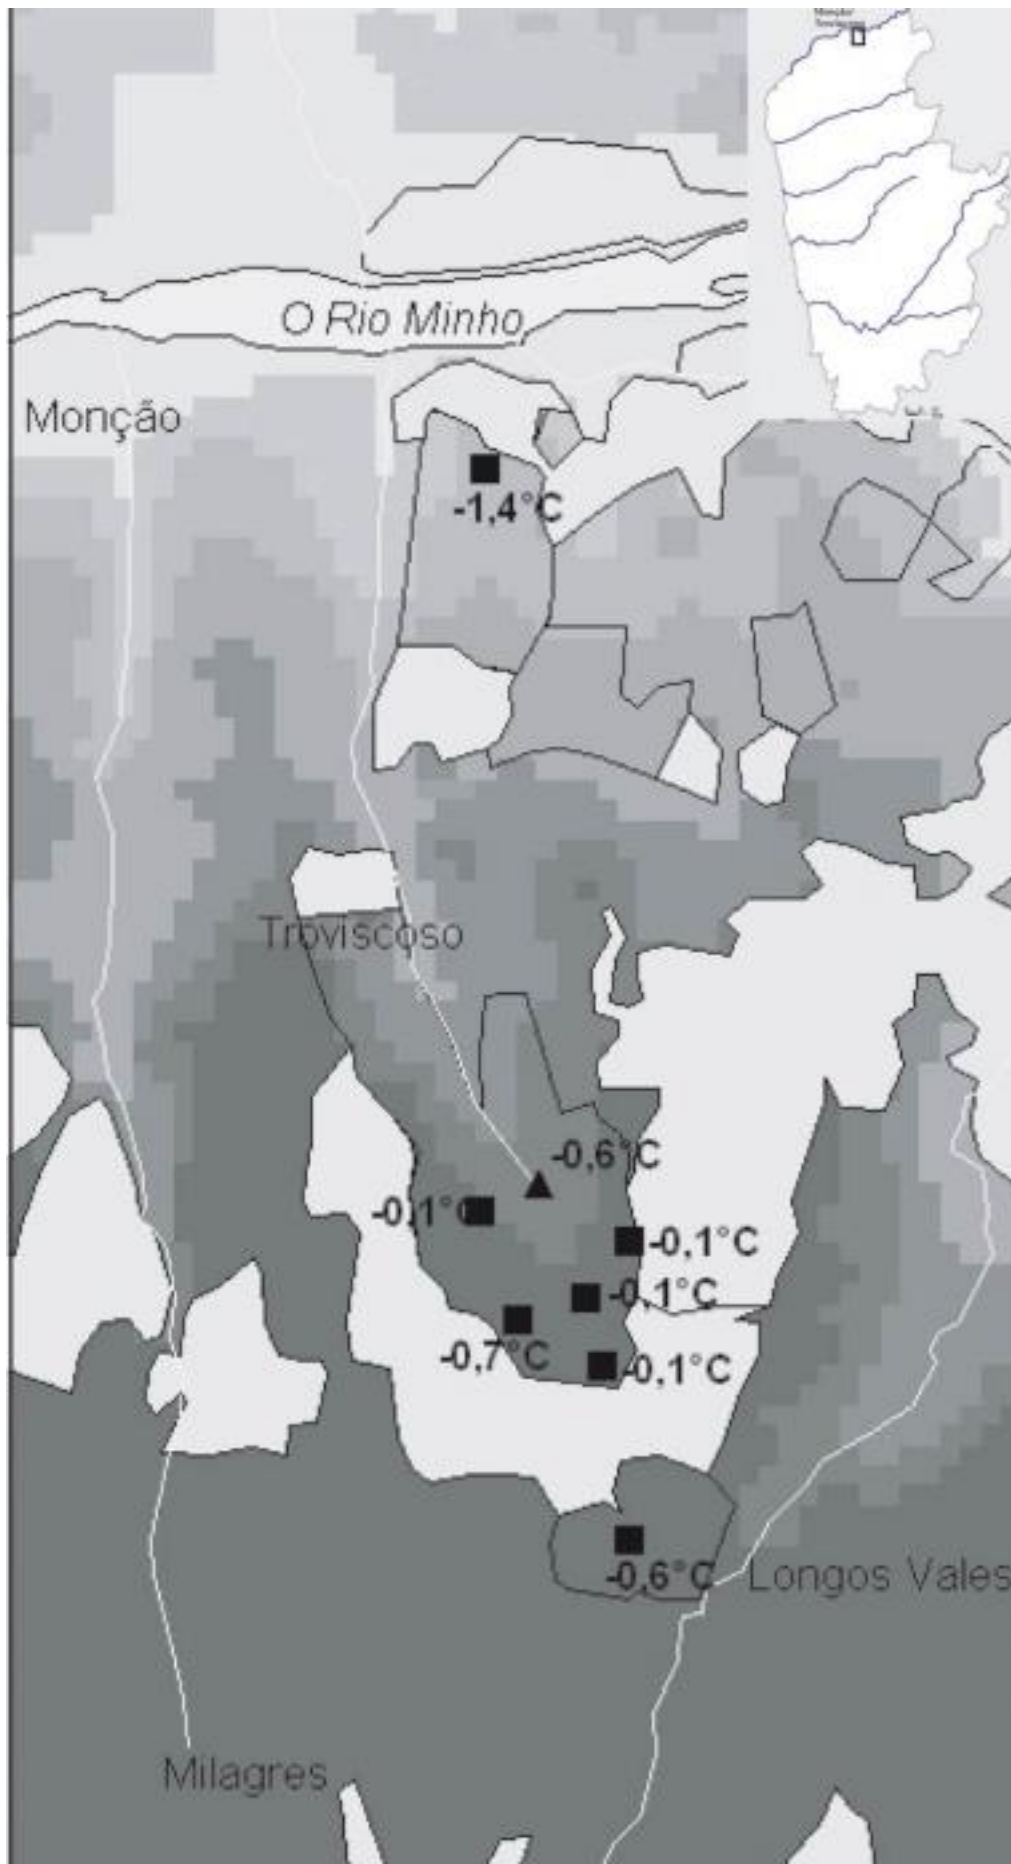 O Rio Minho
Monção
-1,4°C
Troviscoso
-0,6°C
-0,1°C
-0,1°C
-0,1°C
-0,7°C
-0,1°C
-0,6°C
Longos Vales
Milagres